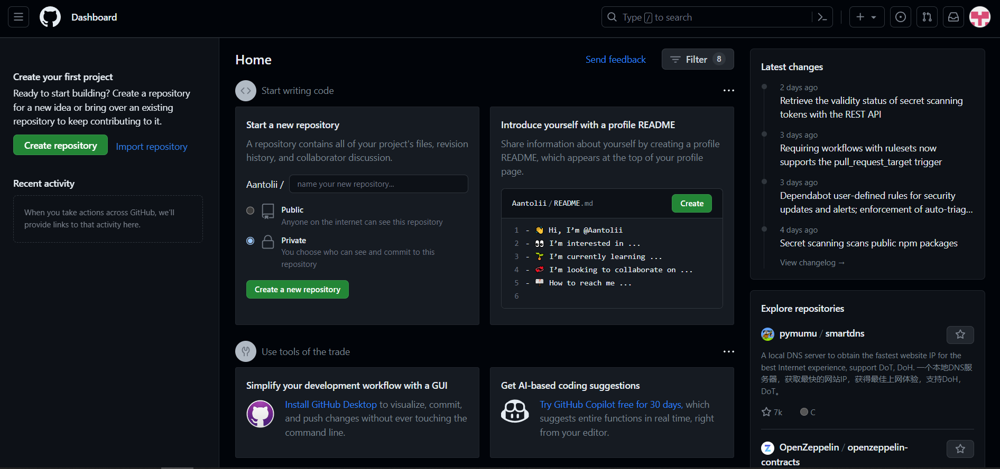 Dashboard
Type / to search
Create your first project
Ready to start building? Create a repository
for a new idea or bring over an existing
repository to keep contributing to it.
Create repository
Import repository
Recent activity
When you take actions across GitHub, we'll
provide links to that activity here.
Home
Send feedback
Filter 8
Start writing code
Start a new repository
A repository contains all of your project's files, revision
history, and collaborator discussion.
Aantolii /
name your new repository...
Public
Anyone on the internet can see this repository
Private
You choose who can see and commit to this
repository
Create a new repository
Introduce yourself with a profile README
Share information about yourself by creating a profile
README, which appears at the top of your profile
page.
Aantolii / README.md
Create
1 - 👋 Hi, I'm @Aantolii
2 - 👀 I'm interested in ...
3 - 🌱 I'm currently learning ...
4 - 💞️ I'm looking to collaborate on ...
5 - 📫 How to reach me ...
6
Use tools of the trade
Simplify your development workflow with a GUI
Install GitHub Desktop to visualize, commit,
and push changes without ever touching the
command line.
Get AI-based coding suggestions
Try GitHub Copilot free for 30 days, which
suggests entire functions in real time, right
from your editor.
Latest changes
2 days ago
Retrieve the validity status of secret scanning
tokens with the REST API
3 days ago
Requiring workflows with rulesets now
supports the pull_request_target trigger
3 days ago
Dependabot user-defined rules for security
updates and alerts; enforcement of auto-triag...
4 days ago
Secret scanning scans public npm packages
View changelog →
Explore repositories
pymumu / smartdns
A local DNS server to obtain the fastest website IP for the
best Internet experience, support DoT, DoH. 一个本地DNS服
务器，获取最快的网站IP，获得最佳上网体验，支持DoH，
DoT。
7k
C
OpenZeppelin / openzeppelin-
contracts